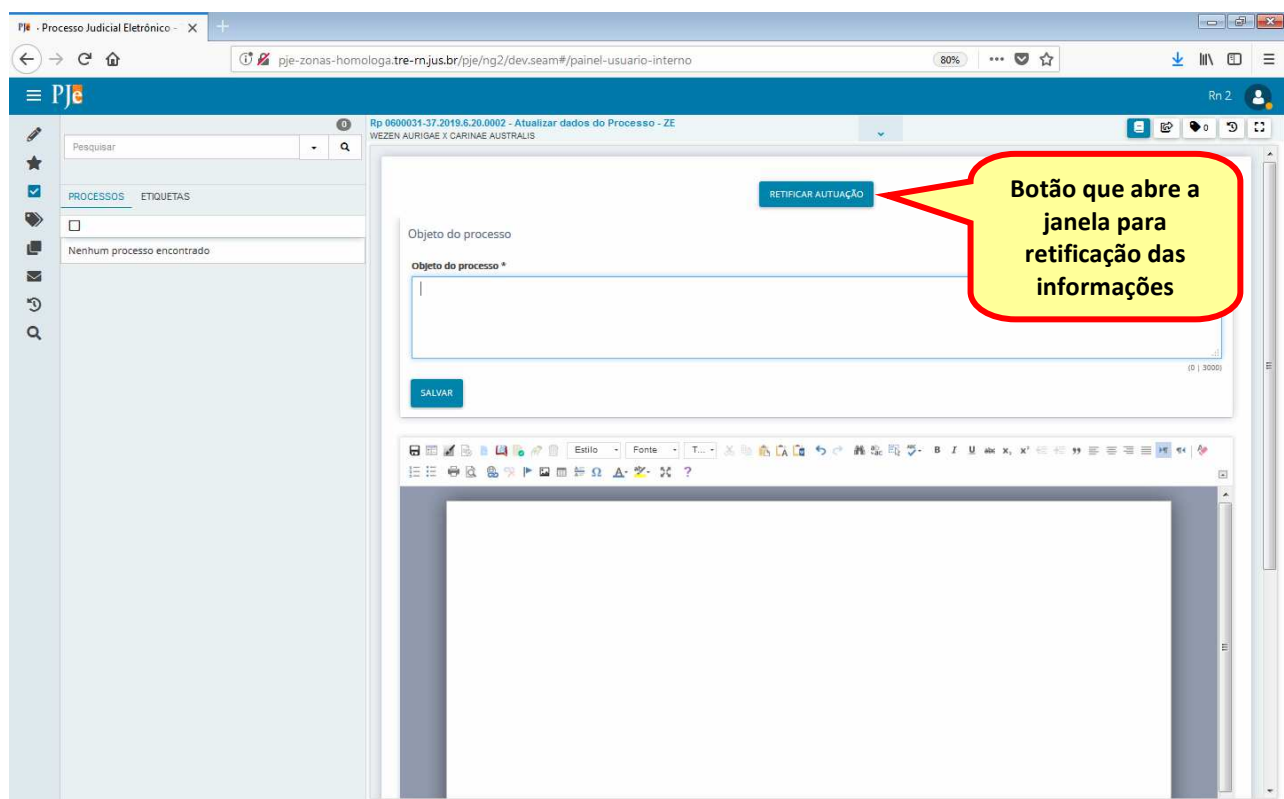 PJe · Processo Judicial Eletrônico -
pje-zonas-homologa.tre-rn.jus.br/pje/ng2/dev.seam#/painel-usuario-interno
80%
PJe
Rn 2
0
Rp 0600031-37.2019.6.20.0002 - Atualizar dados do Processo - ZE
WEZEN AURIGAE X CARINAE AUSTRALIS
0
Pesquisar
PROCESSOS ETIQUETAS
Nenhum processo encontrado
RETIFICAR AUTUAÇÃO
Botão que abre a
janela para
retificação das
informações
Objeto do processo
Objeto do processo *
(0 | 3000)
SALVAR
Estilo
Fonte
T...
B I U abc x, x'
Ω A
?